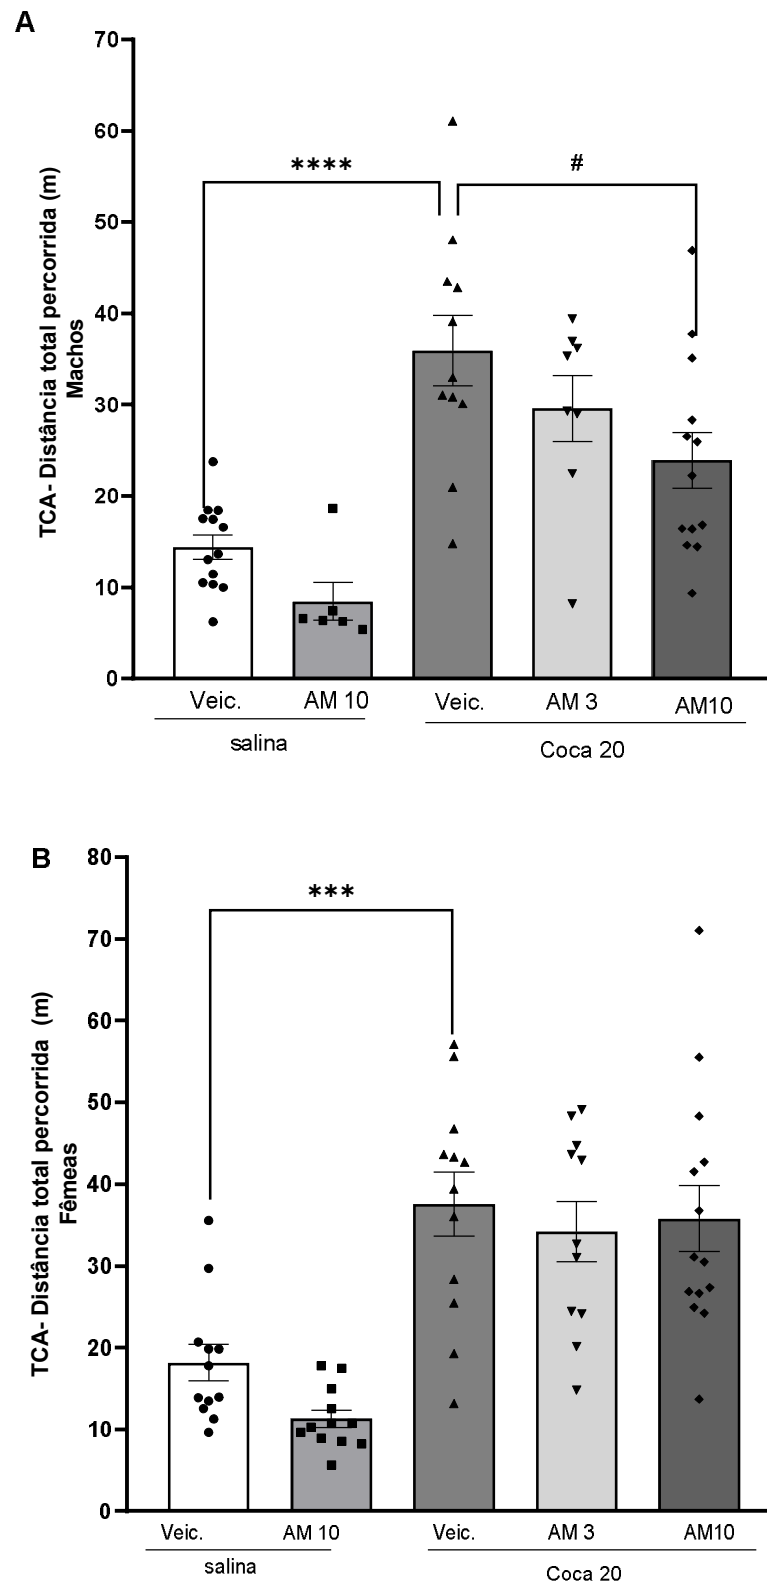 A
70
60
50
40
30
20
10
0
TCA- Distância total percorrida (m)
Machos
****
#
Veic. AM 10 Veic. AM 3 AM10
salina Coca 20
B
80
70
60
50
40
30
20
10
0
TCA- Distância total percorrida (m)
Fêmeas
***
Veic. AM 10 Veic. AM 3 AM10
salina Coca 20